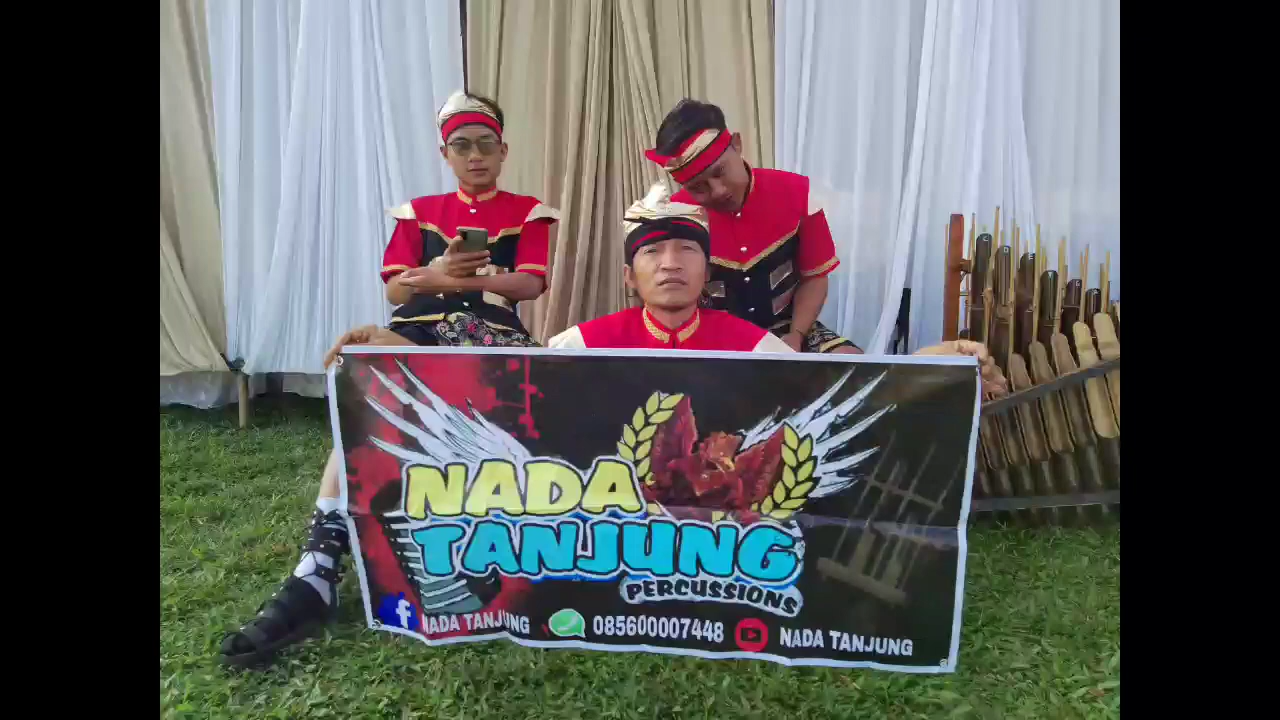 NADA
TANJUNG
PERCUSSIONS
NADA TANJUNG 085600007448 NADA TANJUNG